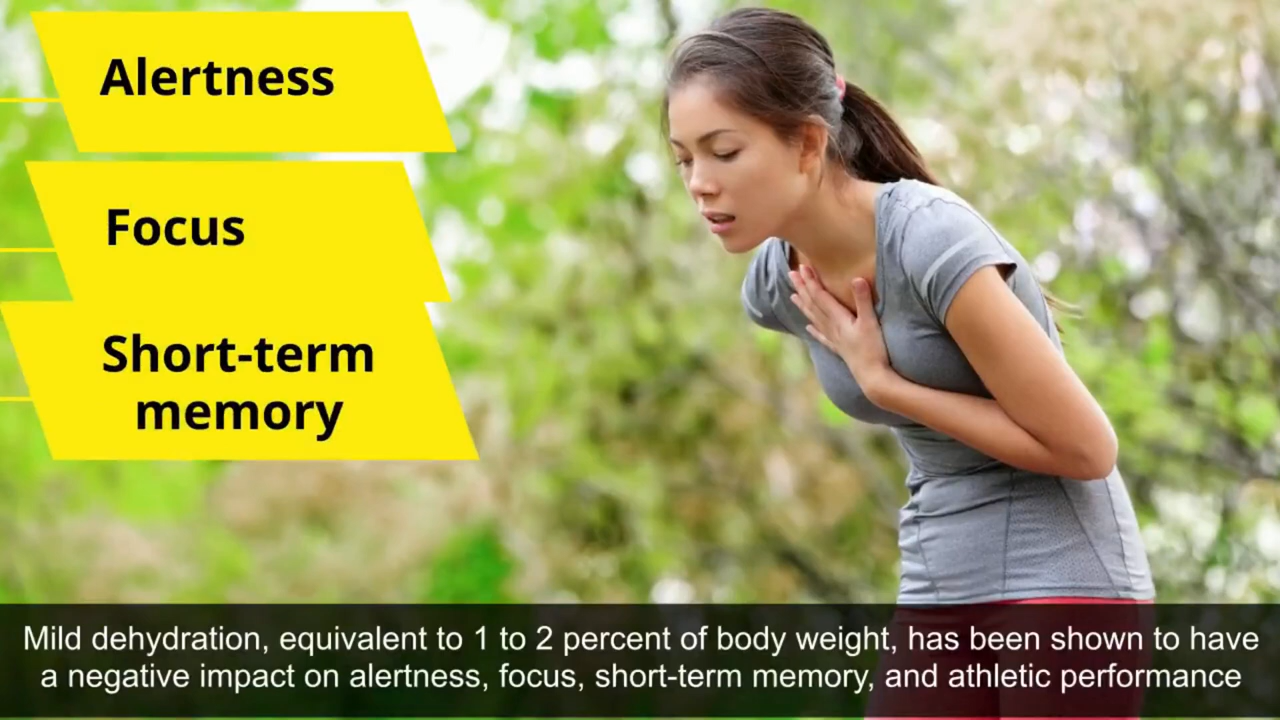 Alertness
Focus
Short-term
memory
Mild dehydration, equivalent to 1 to 2 percent of body weight, has been shown to have
a negative impact on alertness, focus, short-term memory, and athletic performance